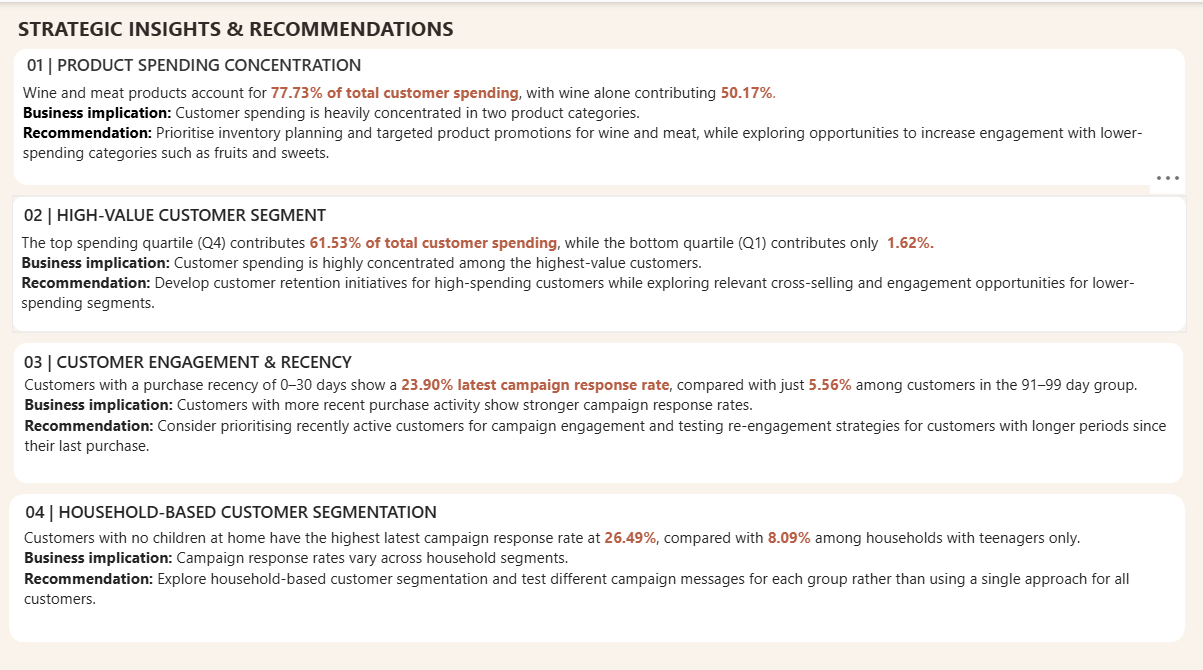 STRATEGIC INSIGHTS & RECOMMENDATIONS
01 | PRODUCT SPENDING CONCENTRATION
Wine and meat products account for 77.73% of total customer spending, with wine alone contributing 50.17%.
Business implication: Customer spending is heavily concentrated in two product categories.
Recommendation: Prioritise inventory planning and targeted product promotions for wine and meat, while exploring opportunities to increase engagement with lower-
spending categories such as fruits and sweets.
02 | HIGH-VALUE CUSTOMER SEGMENT
The top spending quartile (Q4) contributes 61.53% of total customer spending, while the bottom quartile (Q1) contributes only 1.62%.
Business implication: Customer spending is highly concentrated among the highest-value customers.
Recommendation: Develop customer retention initiatives for high-spending customers while exploring relevant cross-selling and engagement opportunities for lower-
spending segments.
03 | CUSTOMER ENGAGEMENT & RECENCY
Customers with a purchase recency of 0–30 days show a 23.90% latest campaign response rate, compared with just 5.56% among customers in the 91–99 day group.
Business implication: Customers with more recent purchase activity show stronger campaign response rates.
Recommendation: Consider prioritising recently active customers for campaign engagement and testing re-engagement strategies for customers with longer periods since
their last purchase.
04 | HOUSEHOLD-BASED CUSTOMER SEGMENTATION
Customers with no children at home have the highest latest campaign response rate at 26.49%, compared with 8.09% among households with teenagers only.
Business implication: Campaign response rates vary across household segments.
Recommendation: Explore household-based customer segmentation and test different campaign messages for each group rather than using a single approach for all
customers.